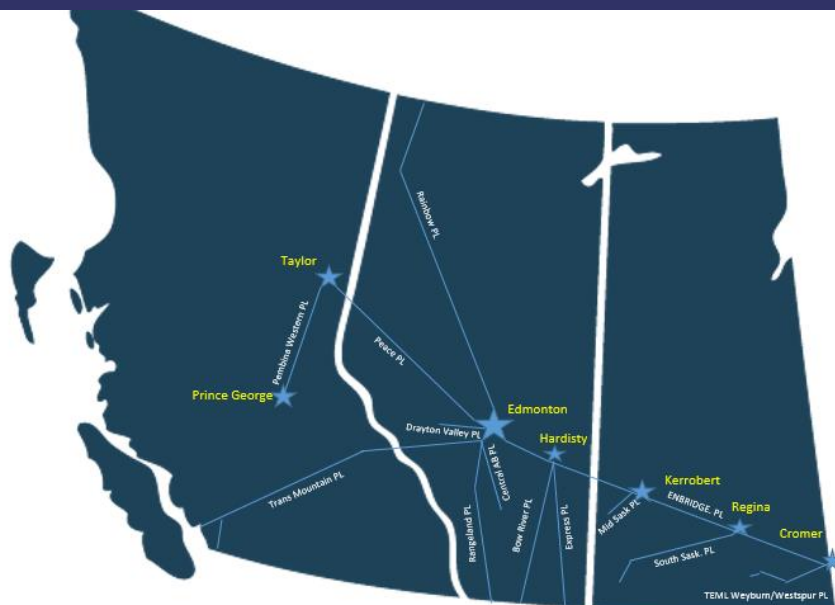 Rainbow PL
Taylor
Pembina Western PL
Peace PL
Prince George
Edmonton
Drayton Valley PL
Hardisty
Central AB PL
Trans Mountain PL
Kerrobert
Rangeland PL
Bow River PL
Express PL
Mid Sask PL
ENBRIDGE. PL
Regina
South Sask. PL
Cromer
TEML Weyburn/Westspur PL